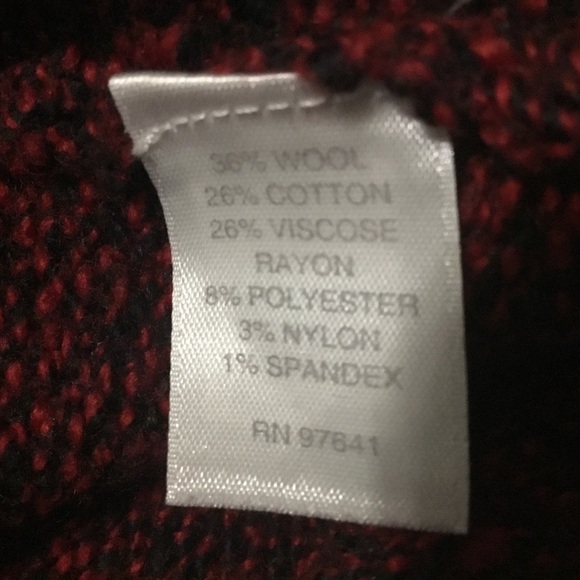 36% WOOL
26% COTTON
26% VISCOSE
RAYON
8% POLYESTER
3% NYLON
1% SPANDEX
RN 97641